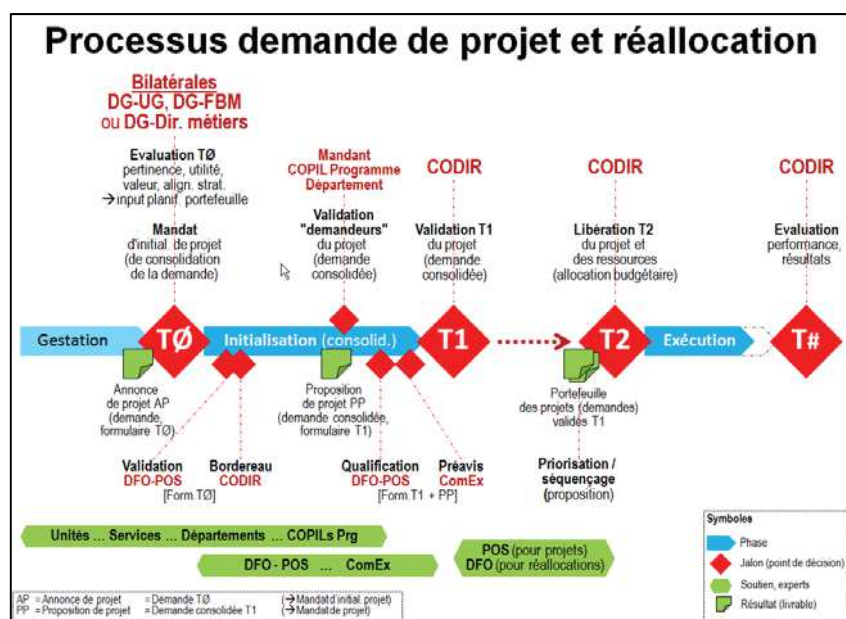 Processus demande de projet et réallocation
Bilatérales
DG-UG, DG-FBM
ou DG-Dir. métiers
Evaluation TØ
pertinence, utilité,
valeur, align. strat.
→input planif. portefeuille
Mandat
d'initial. de projet
(de consolidation
de la demande)
Mandant
COPIL Programme
Département
Validation
"demandeurs"
du projet
(demande
consolidée)
CODIR
Validation T1
du projet
(demande
consolidée)
CODIR
Libération T2
du projet et
des ressources
(allocation budgétaire)
CODIR
Evaluation
performance,
résultats
Gestation
TØ
Initialisation (consolid.)
T1
T2
Exécution
T#
Annonce
de projet AP
(demande,
formulaire TØ)
Proposition
de projet PP
(demande consolidée,
formulaire T1)
Portefeuille
des projets (demandes)
validés T1
Validation
DFO-POS
[Form.TØ]
Bordereau
CODIR
Qualification
DFO-POS
[Form.T1 + PP]
Préavis
ComEx
Priorisation /
séquençage
(proposition)
Unités ... Services ... Départements ... COPILs Prg
DFO - POS ... ComEx
POS (pour projets)
DFO (pour réallocations)
Symboles
Phase
Jalon (point de décision)
Soutien, experts
Résultat (livrable)
AP = Annonce de projet = Demande TØ (→Mandat d'initial. projet)
PP = Proposition de projet = Demande consolidée T1 (→Mandat de projet)